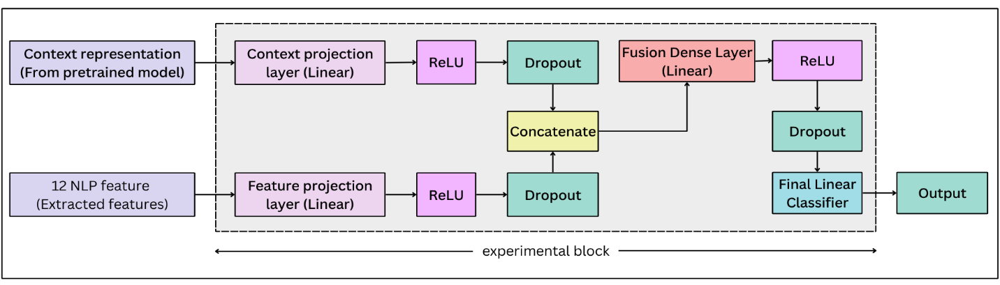 Context representation
(From pretrained model)
Context projection
layer (Linear)
ReLU
Dropout
Fusion Dense Layer
(Linear)
ReLU
Concatenate
Dropout
12 NLP feature
(Extracted features)
Feature projection
layer (Linear)
ReLU
Dropout
Final Linear
Classifier
Output
experimental block